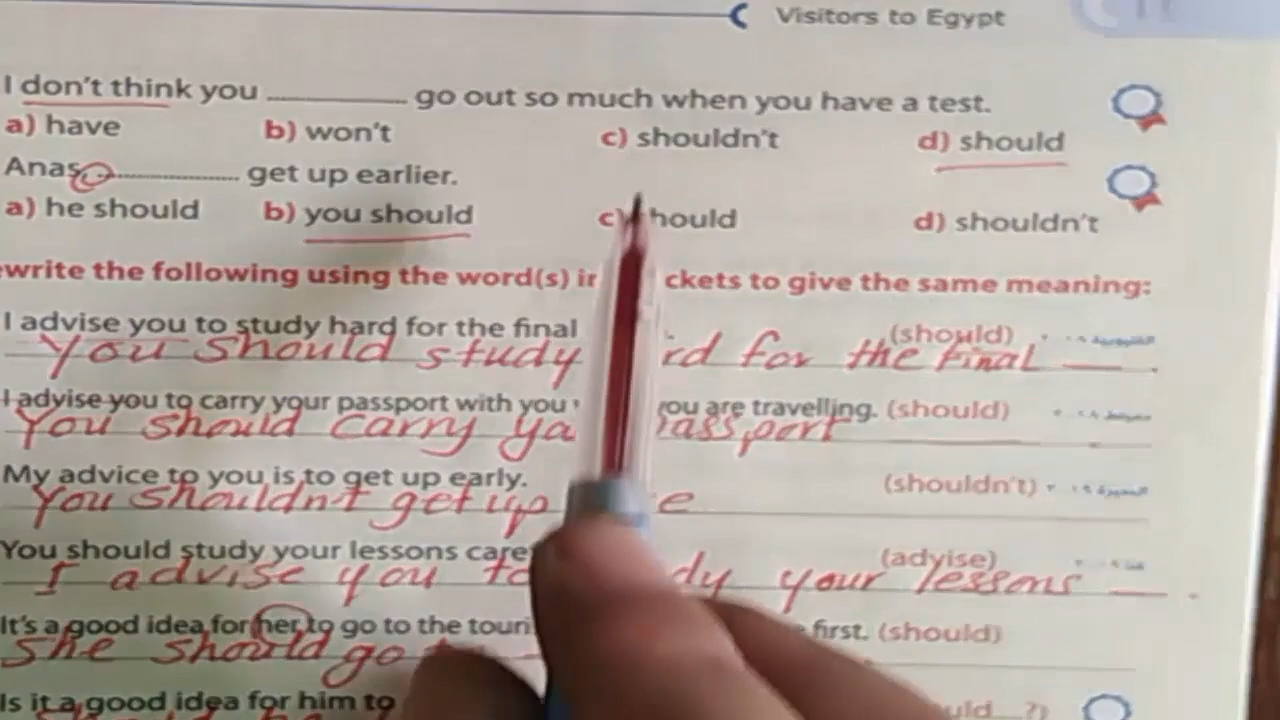 Visitors to Egypt
I don't think you ............ go out so much when you have a test.
a) have b) won't c) shouldn't d) should
Anas, ............ get up earlier.
a) he should b) you should c) hould d) shouldn't
write the following using the word(s) in ckets to give the same meaning:
I advise you to study hard for the final (should)
You should study rd for the final
I advise you to carry your passport with you you are travelling. (should)
You should carry passport
My advice to you is to get up early. (shouldn't)
You shouldn't get up
You should study your lessons (advise)
I advise you to dy your lessons
It's a good idea for her to go to the first. (should)
She should go
Is it a good idea for him to